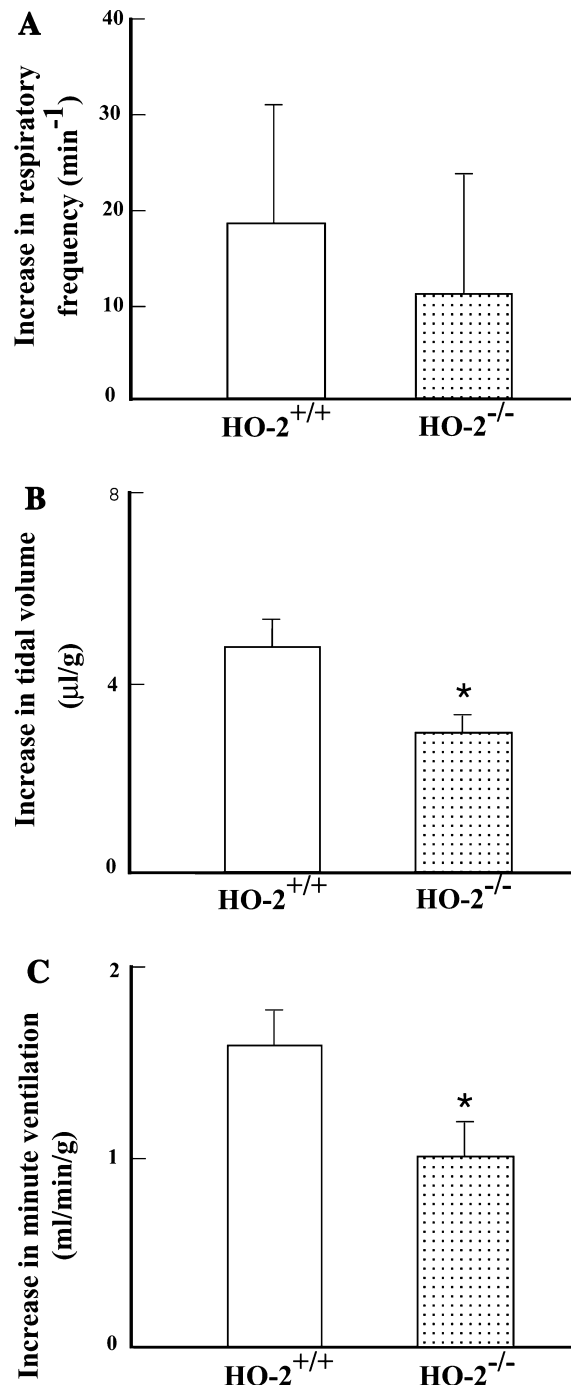 A
Increase in respiratory
frequency (min⁻¹)
40
30
20
10
0
HO-2⁺/⁺
HO-2⁻/⁻
B
Increase in tidal volume
(µl/g)
8
4
0
*
HO-2⁺/⁺
HO-2⁻/⁻
C
Increase in minute ventilation
(ml/min/g)
2
1
0
*
HO-2⁺/⁺
HO-2⁻/⁻